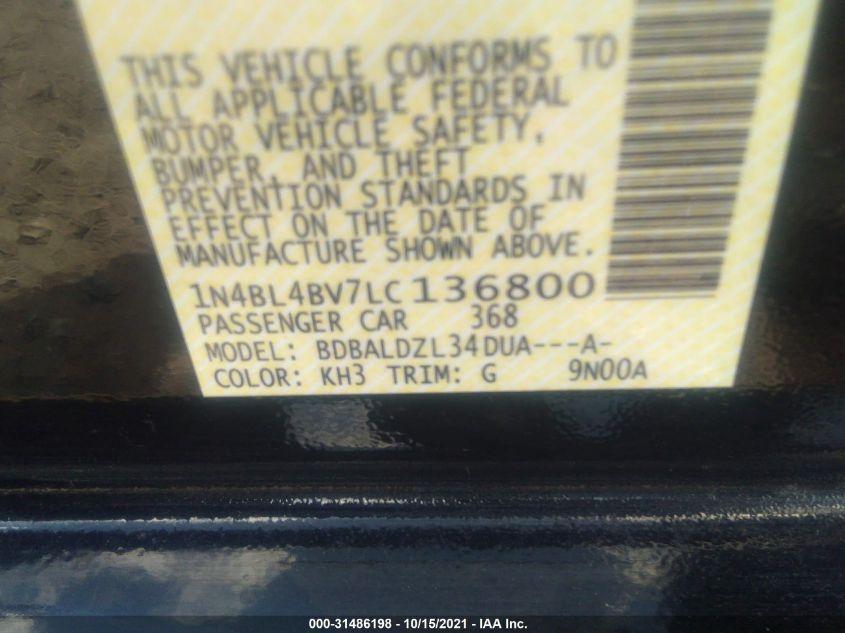 THIS VEHICLE CONFORMS TO
ALL APPLICABLE FEDERAL
MOTOR VEHICLE SAFETY,
BUMPER, AND THEFT
PREVENTION STANDARDS IN
EFFECT ON THE DATE OF
MANUFACTURE SHOWN ABOVE.
1N4BL4BV7LC136800
PASSENGER CAR 368
MODEL: BDBALDZL34DUA---A-
COLOR: KH3 TRIM: G 9N00A
000-31486198 - 10/15/2021 - IAA Inc.